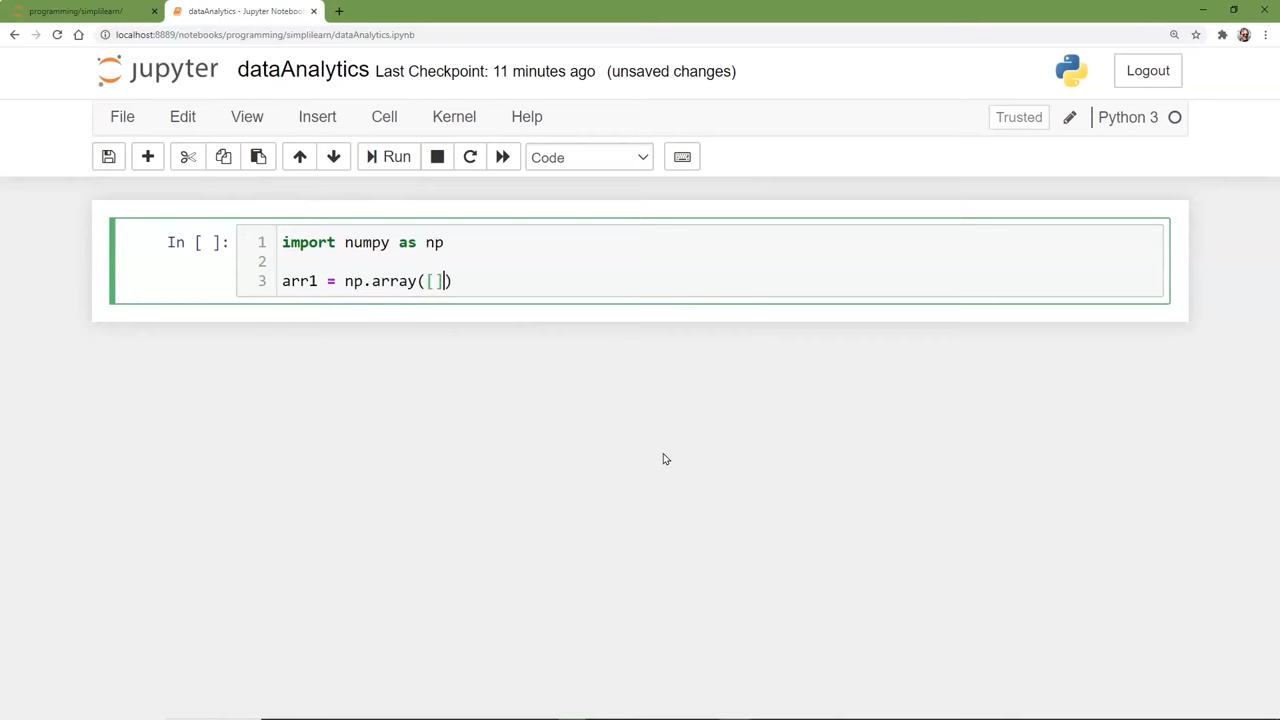 programming/simplilearn/
dataAnalytics - Jupyter Noteboo
localhost:8889/notebooks/programming/simplilearn/dataAnalytics.ipynb
jupyter dataAnalytics Last Checkpoint: 11 minutes ago (unsaved changes) Logout
File Edit View Insert Cell Kernel Help Trusted Python 3
Run Code
In [ ]: 1 import numpy as np
2
3 arr1 = np.array([])